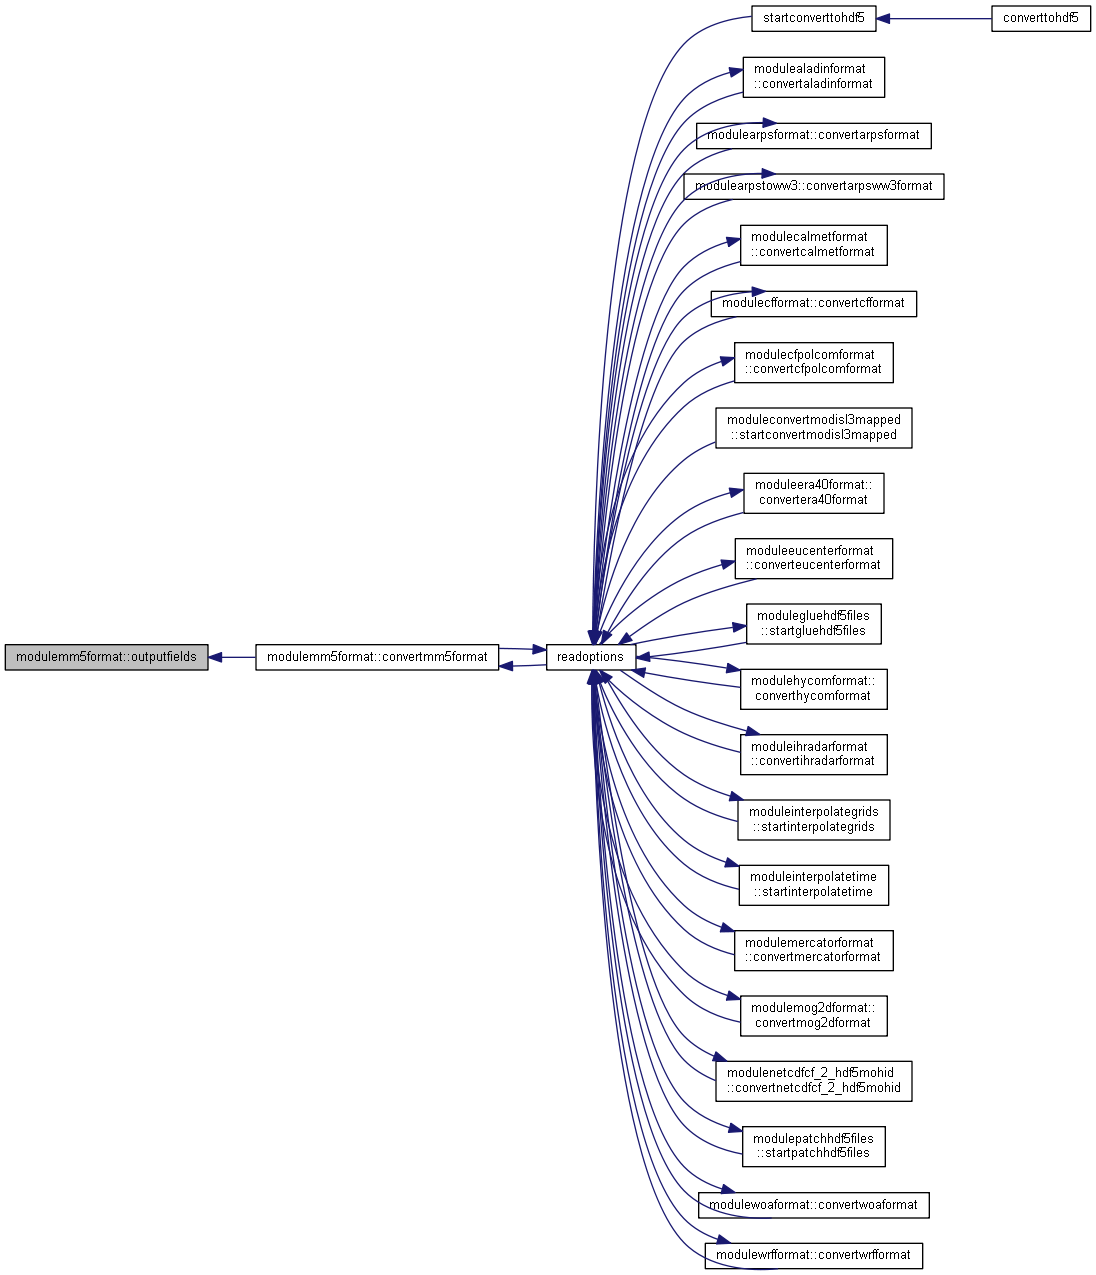 startconverttohdf5
converttohdf5
modulealadinformat
::convertaladinformat
modulearpsformat::convertarpsformat
modulearpstoww3::convertarpsww3format
modulecalmetformat
::convertcalmetformat
modulecfformat::convertcfformat
modulecfpolcomformat
::convertcfpolcomformat
moduleconvertmodisl3mapped
::startconvertmodisl3mapped
moduleera40format::
convertera40format
moduleeucenterformat
::converteucenterformat
modulegluehdf5files
::startgluehdf5files
modulemm5format::outputfields
modulemm5format::convertmm5format
readoptions
modulehycomformat::
converthycomformat
moduleihradarformat
::convertihradarformat
moduleinterpolategrids
::startinterpolategrids
moduleinterpolatetime
::startinterpolatetime
modulemercatorformat
::convertmercatorformat
modulemog2dformat::
convertmog2dformat
modulenetcdfcf_2_hdf5mohid
::convertnetcdfcf_2_hdf5mohid
modulepatchhdf5files
::startpatchhdf5files
modulewoaformat::convertwoaformat
modulewrfformat::convertwrfformat